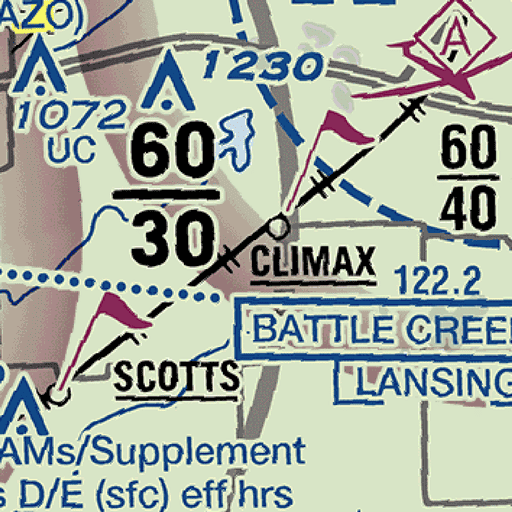 AZO)
1230
A
1072
UC
60
30
60
40
CLIMAX
122.2
BATTLE CREE
LANSING
SCOTTS
AMs/Supplement
s D/E (sfc) eff hrs